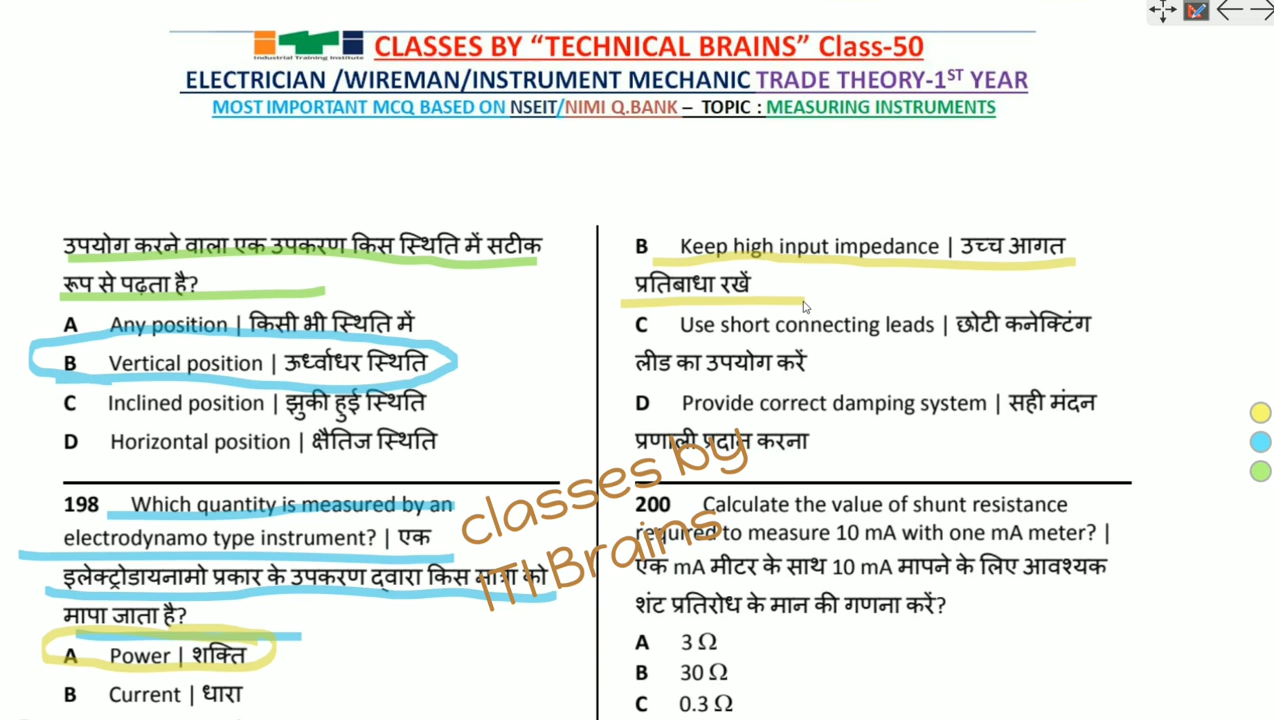 Industrial Training Institute
CLASSES BY “TECHNICAL BRAINS” Class-50
ELECTRICIAN /WIREMAN/INSTRUMENT MECHANIC TRADE THEORY-1ST YEAR
MOST IMPORTANT MCQ BASED ON NSEIT/NIMI Q.BANK – TOPIC : MEASURING INSTRUMENTS
उपयोग करने वाला एक उपकरण किस स्थिति में सटीक
रूप से पढ़ता है?
A Any position | किसी भी स्थिति में
B Vertical position | ऊर्ध्वाधर स्थिति
C Inclined position | झुकी हुई स्थिति
D Horizontal position | क्षैतिज स्थिति
198 Which quantity is measured by an
electrodynamo type instrument? | एक
इलेक्ट्रोडायनामो प्रकार के उपकरण द्वारा किस मात्रा को
मापा जाता है?
A Power | शक्ति
B Current | धारा
B Keep high input impedance | उच्च आगत
प्रतिबाधा रखें
C Use short connecting leads | छोटी कनेक्टिंग
लीड का उपयोग करें
D Provide correct damping system | सही मंदन
प्रणाली प्रदान करना
200 Calculate the value of shunt resistance
required to measure 10 mA with one mA meter? |
एक mA मीटर के साथ 10 mA मापने के लिए आवश्यक
शंट प्रतिरोध के मान की गणना करें?
A 3 Ω
B 30 Ω
C 0.3 Ω
classes by
ITI Brains